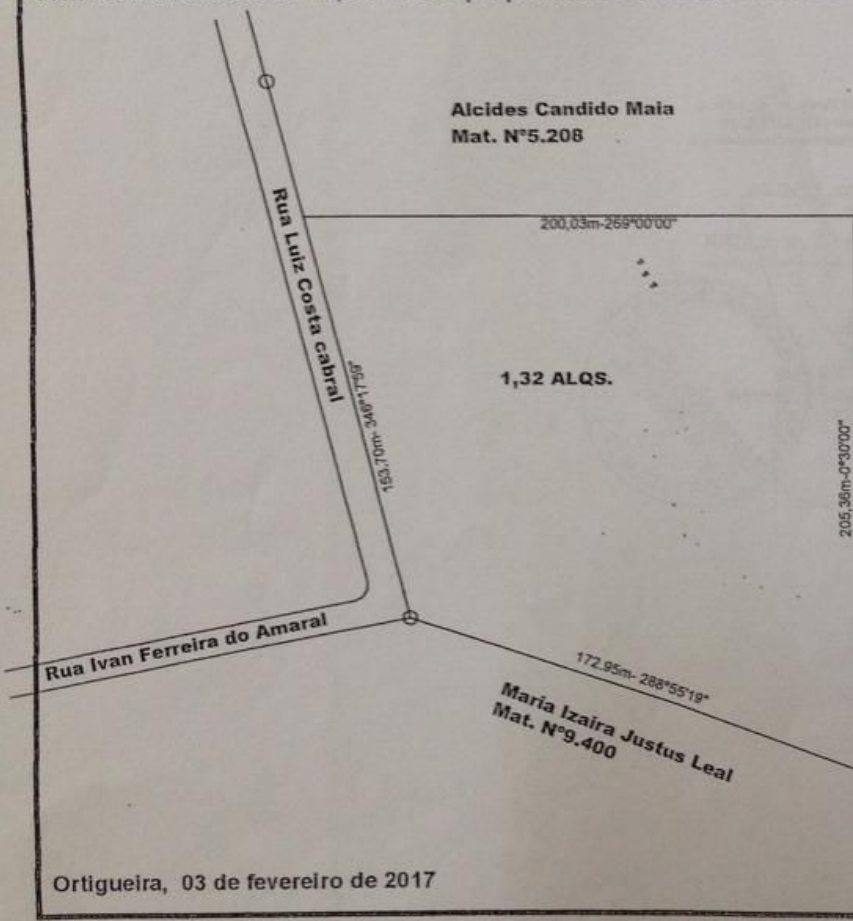 Alcides Candido Maia
Mat. N°5.208
200,03m-269°00'00"
Rua Luiz Costa cabral
153,70m- 346°17'59"
1,32 ALQS.
205,36m-0°30'00"
Rua Ivan Ferreira do Amaral
172.95m- 288°55'19"
Maria Izaira Justus Leal
Mat. N°9.400
Ortigueira, 03 de fevereiro de 2017